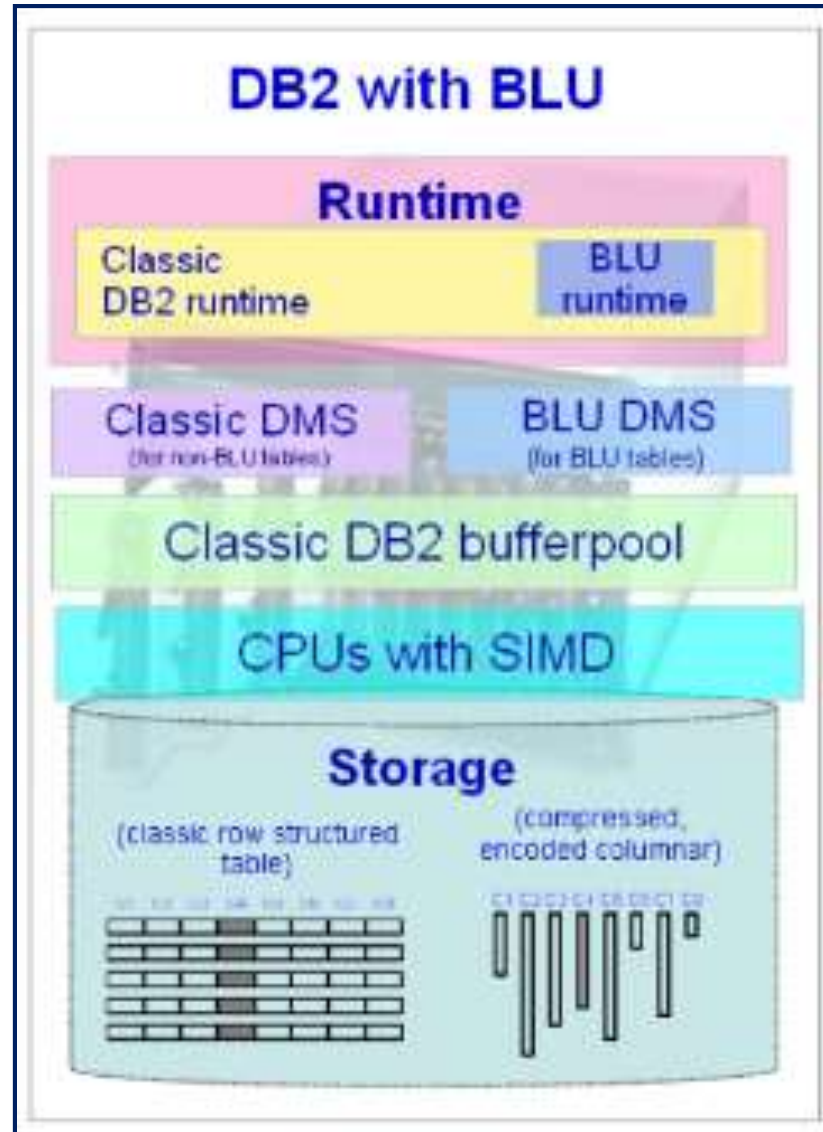 DB2 with BLU
Runtime
Classic
DB2 runtime
BLU
runtime
Classic DMS
(for non-BLU tables)
BLU DMS
(for BLU tables)
Classic DB2 bufferpool
CPUs with SIMD
Storage
(classic row structured
table)
(compressed,
encoded columnar)